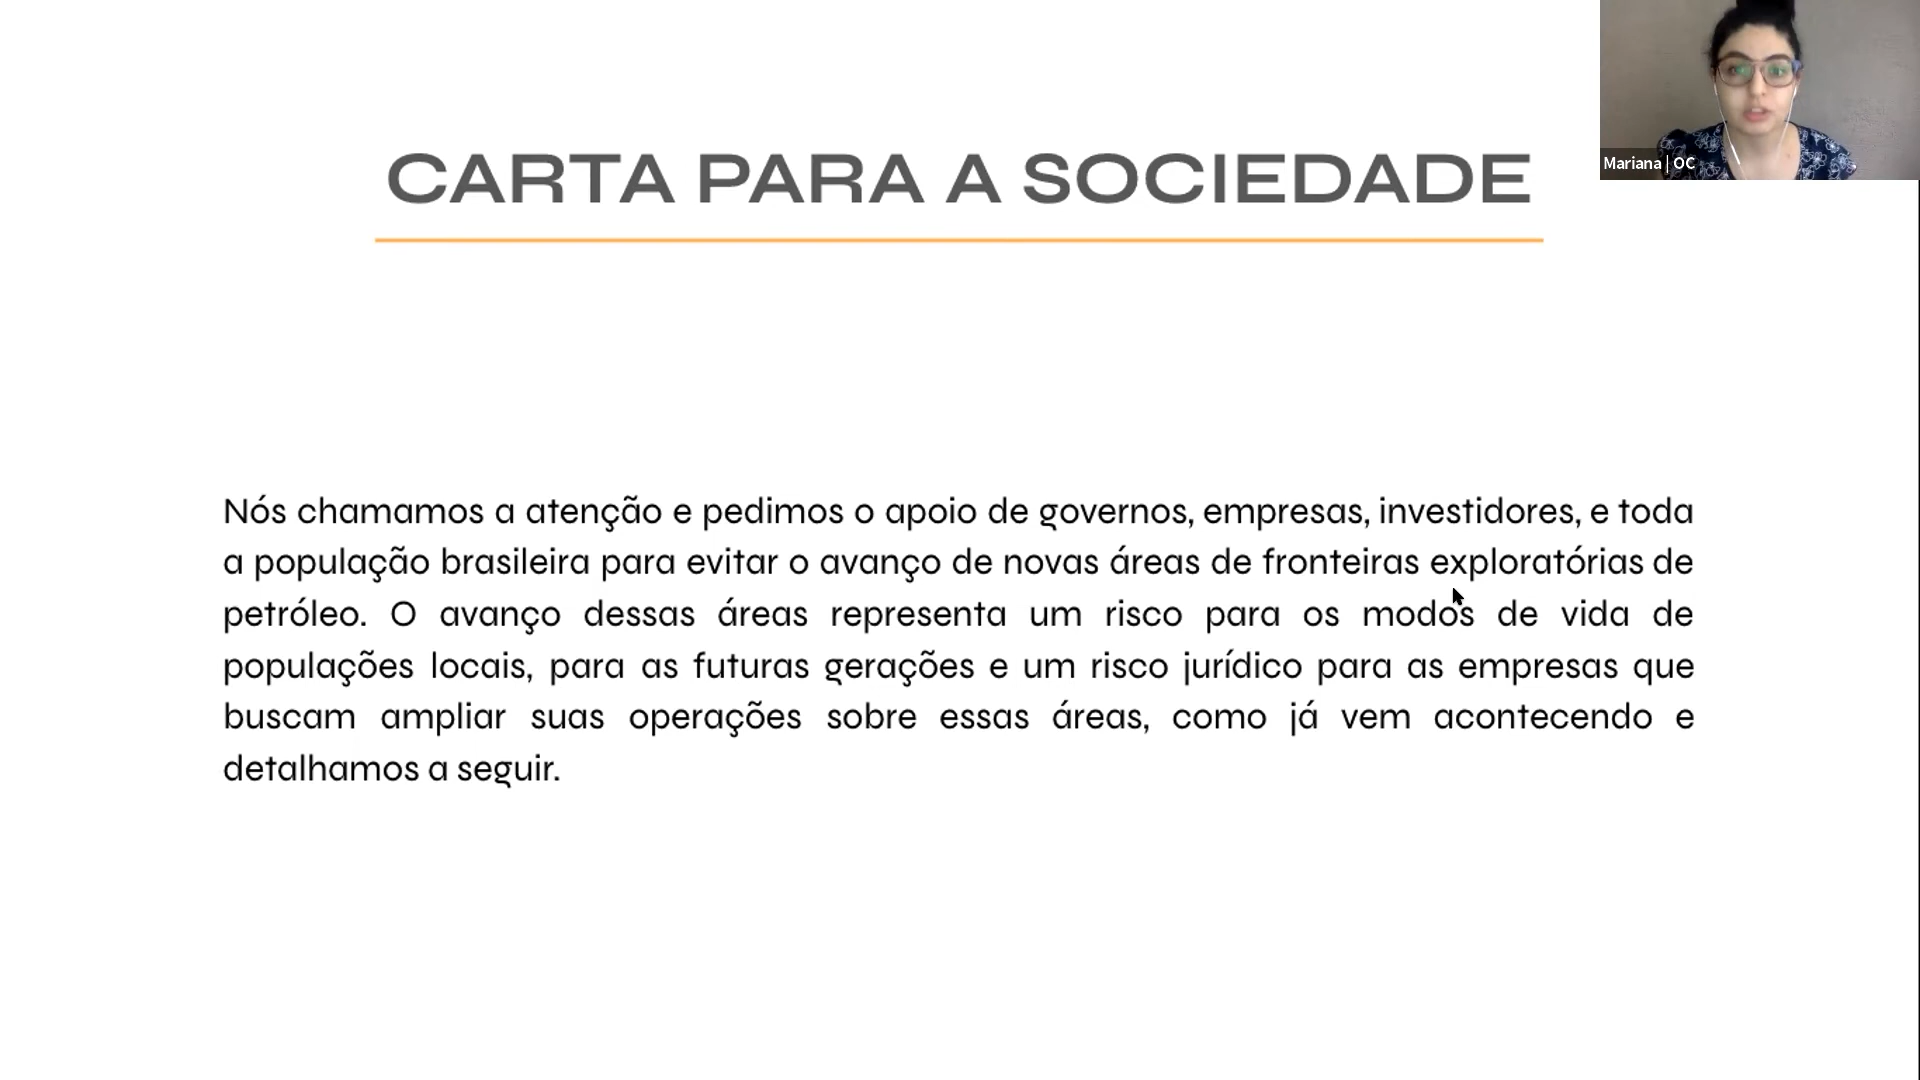 CARTA PARA A SOCIEDADE
Mariana | OC
Nós chamamos a atenção e pedimos o apoio de governos, empresas, investidores, e toda
a população brasileira para evitar o avanço de novas áreas de fronteiras exploratórias de
petróleo. O avanço dessas áreas representa um risco para os modos de vida de
populações locais, para as futuras gerações e um risco jurídico para as empresas que
buscam ampliar suas operações sobre essas áreas, como já vem acontecendo e
detalhamos a seguir.